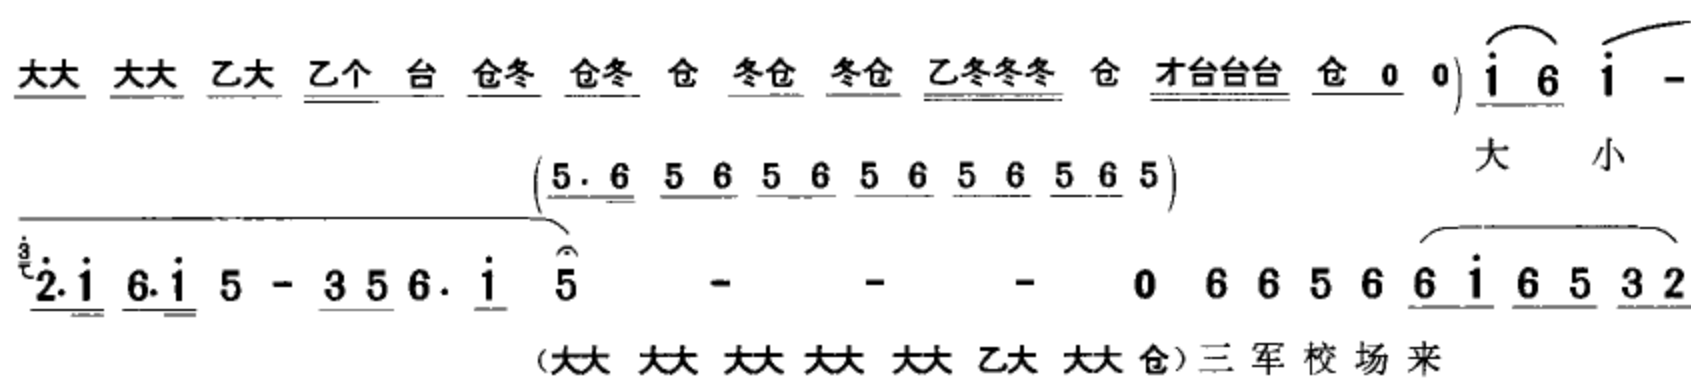 大大 大大 乙大 乙个 台 仓冬 仓冬 仓 冬仓 冬仓 乙冬冬冬 仓 才台台台 仓 0 0) i 6 i -
大 小
(5. 6 5 6 5 6 5 6 5 6 5 6 5)
3 2. i 6. i 5 - 3 5 6. i 5 - - - 0 6 6 5 6 6 i 6 5 3 2
(大大 大大 大大 大大 大大 乙大 大大 仓) 三 军 校 场 来